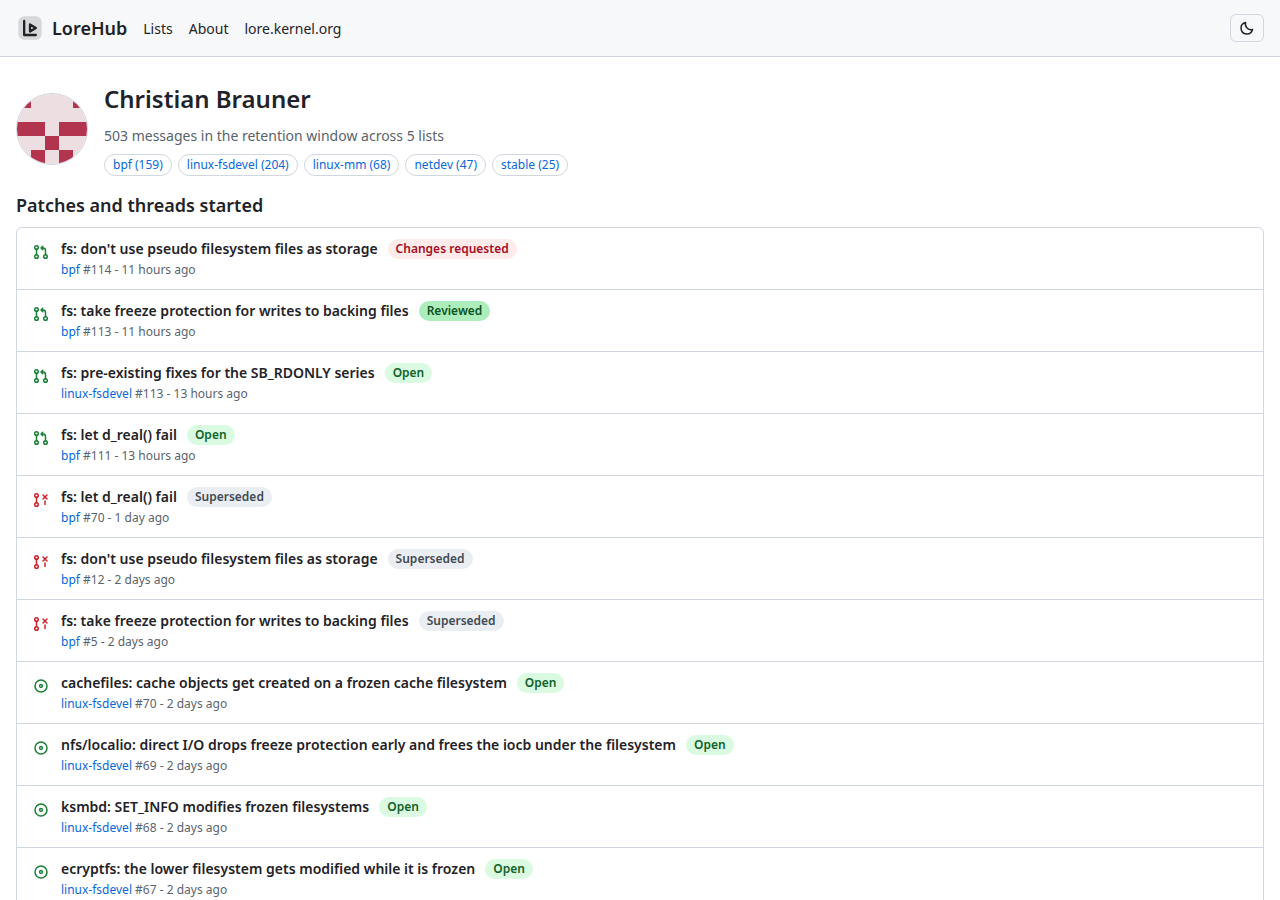 LoreHub Lists About lore.kernel.org
Christian Brauner
503 messages in the retention window across 5 lists
bpf (159) linux-fsdevel (204) linux-mm (68) netdev (47) stable (25)
Patches and threads started
fs: don't use pseudo filesystem files as storage Changes requested
bpf #114 - 11 hours ago
fs: take freeze protection for writes to backing files Reviewed
bpf #113 - 11 hours ago
fs: pre-existing fixes for the SB_RDONLY series Open
linux-fsdevel #113 - 13 hours ago
fs: let d_real() fail Open
bpf #111 - 13 hours ago
fs: let d_real() fail Superseded
bpf #70 - 1 day ago
fs: don't use pseudo filesystem files as storage Superseded
bpf #12 - 2 days ago
fs: take freeze protection for writes to backing files Superseded
bpf #5 - 2 days ago
cachefiles: cache objects get created on a frozen cache filesystem Open
linux-fsdevel #70 - 2 days ago
nfs/localio: direct I/O drops freeze protection early and frees the iocb under the filesystem Open
linux-fsdevel #69 - 2 days ago
ksmbd: SET_INFO modifies frozen filesystems Open
linux-fsdevel #68 - 2 days ago
ecryptfs: the lower filesystem gets modified while it is frozen Open
linux-fsdevel #67 - 2 days ago